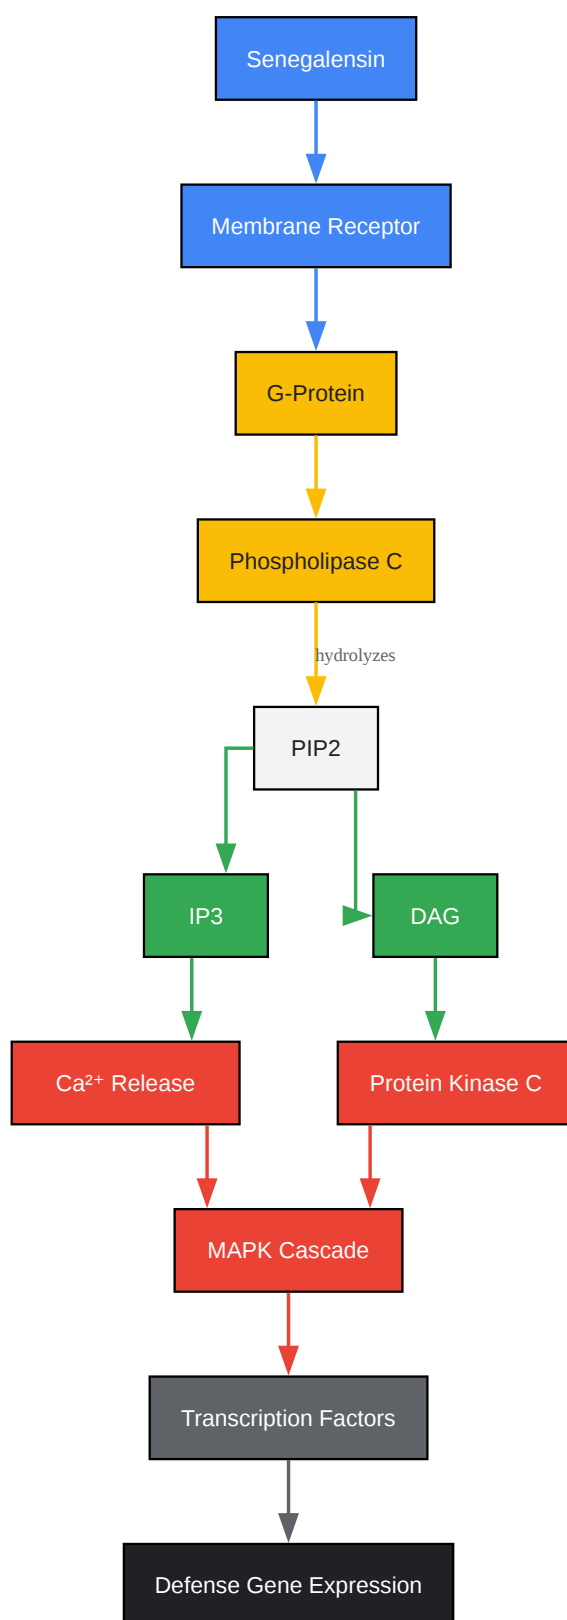 Senegalensin
Membrane Receptor
G-Protein
Phospholipase C
hydrolyzes
PIP2
IP3
DAG
Ca²⁺ Release
Protein Kinase C
MAPK Cascade
Transcription Factors
Defense Gene Expression